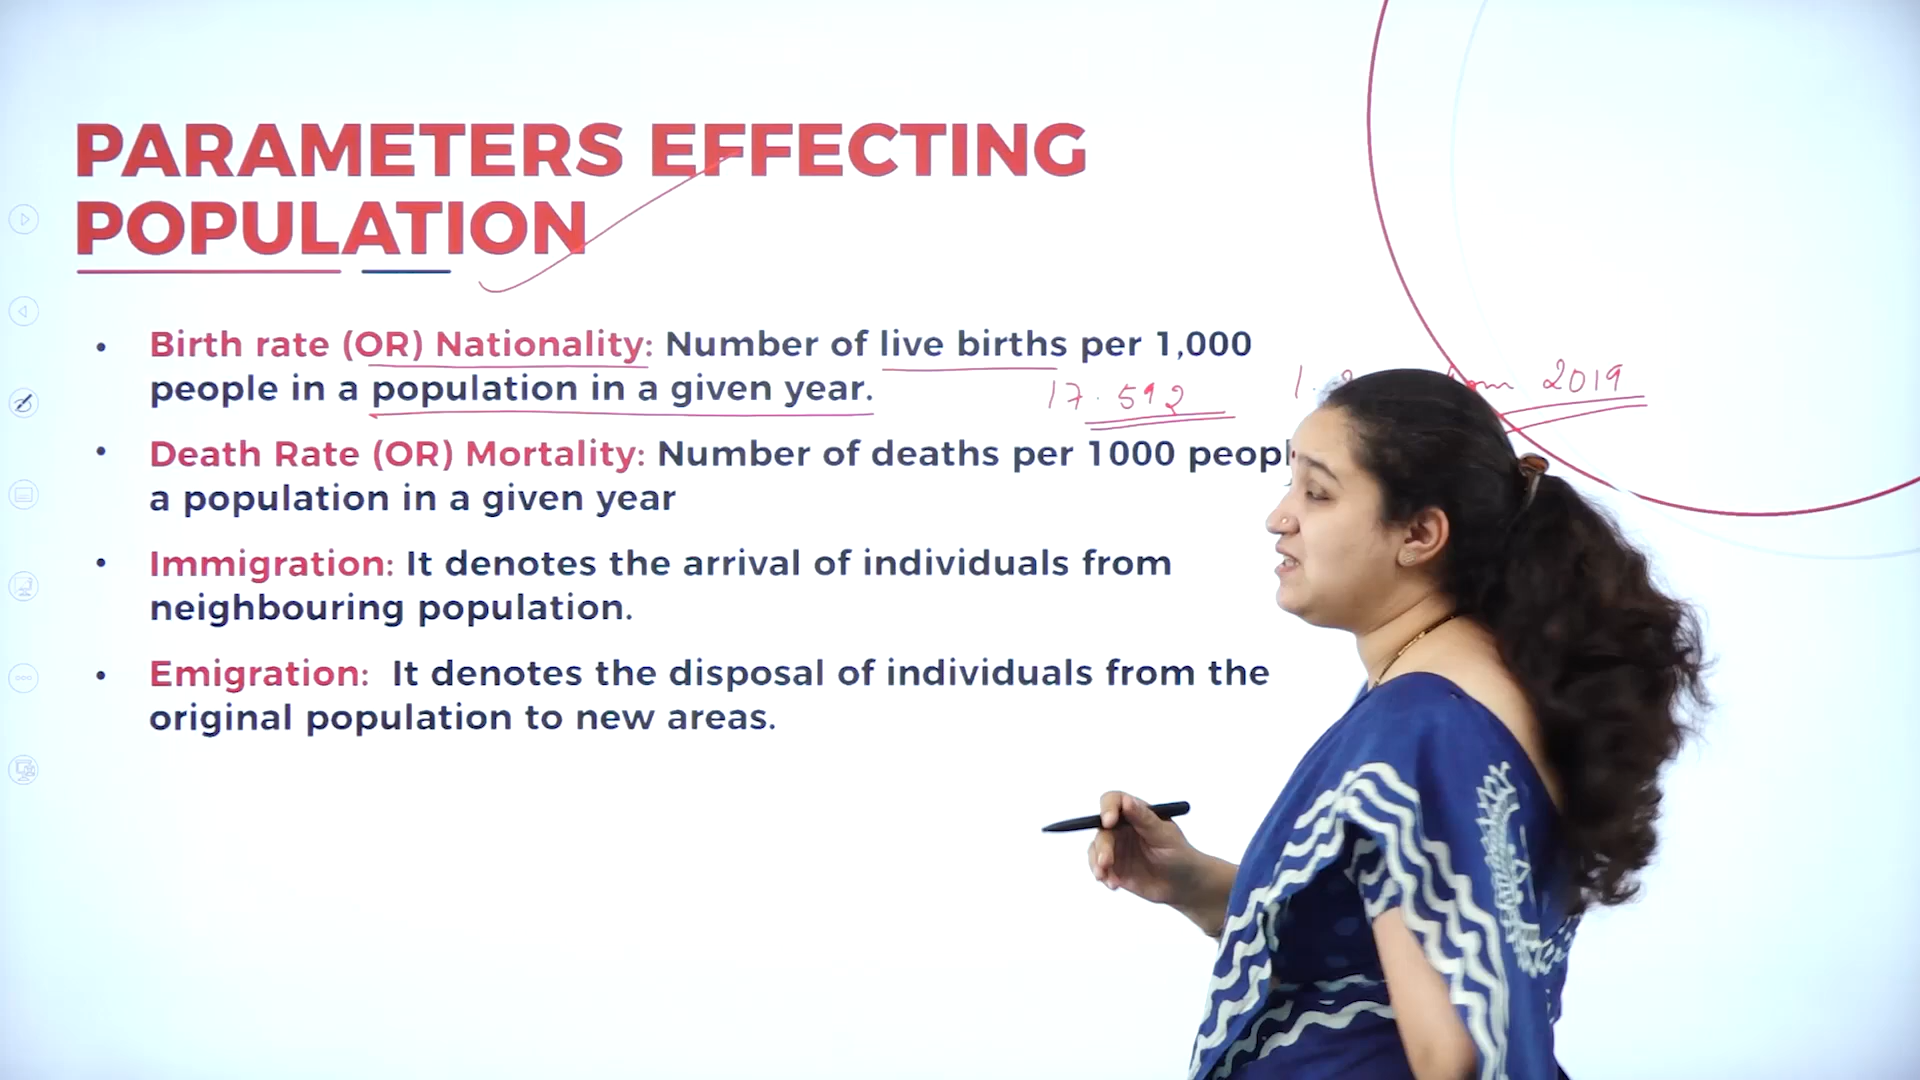 PARAMETERS EFFECTING
POPULATION
• Birth rate (OR) Nationality: Number of live births per 1,000
people in a population in a given year.
17.592
2019
• Death Rate (OR) Mortality: Number of deaths per 1000
a population in a given year
• Immigration: It denotes the arrival of individuals from
neighbouring population.
• Emigration: It denotes the disposal of individuals from the
original population to new areas.